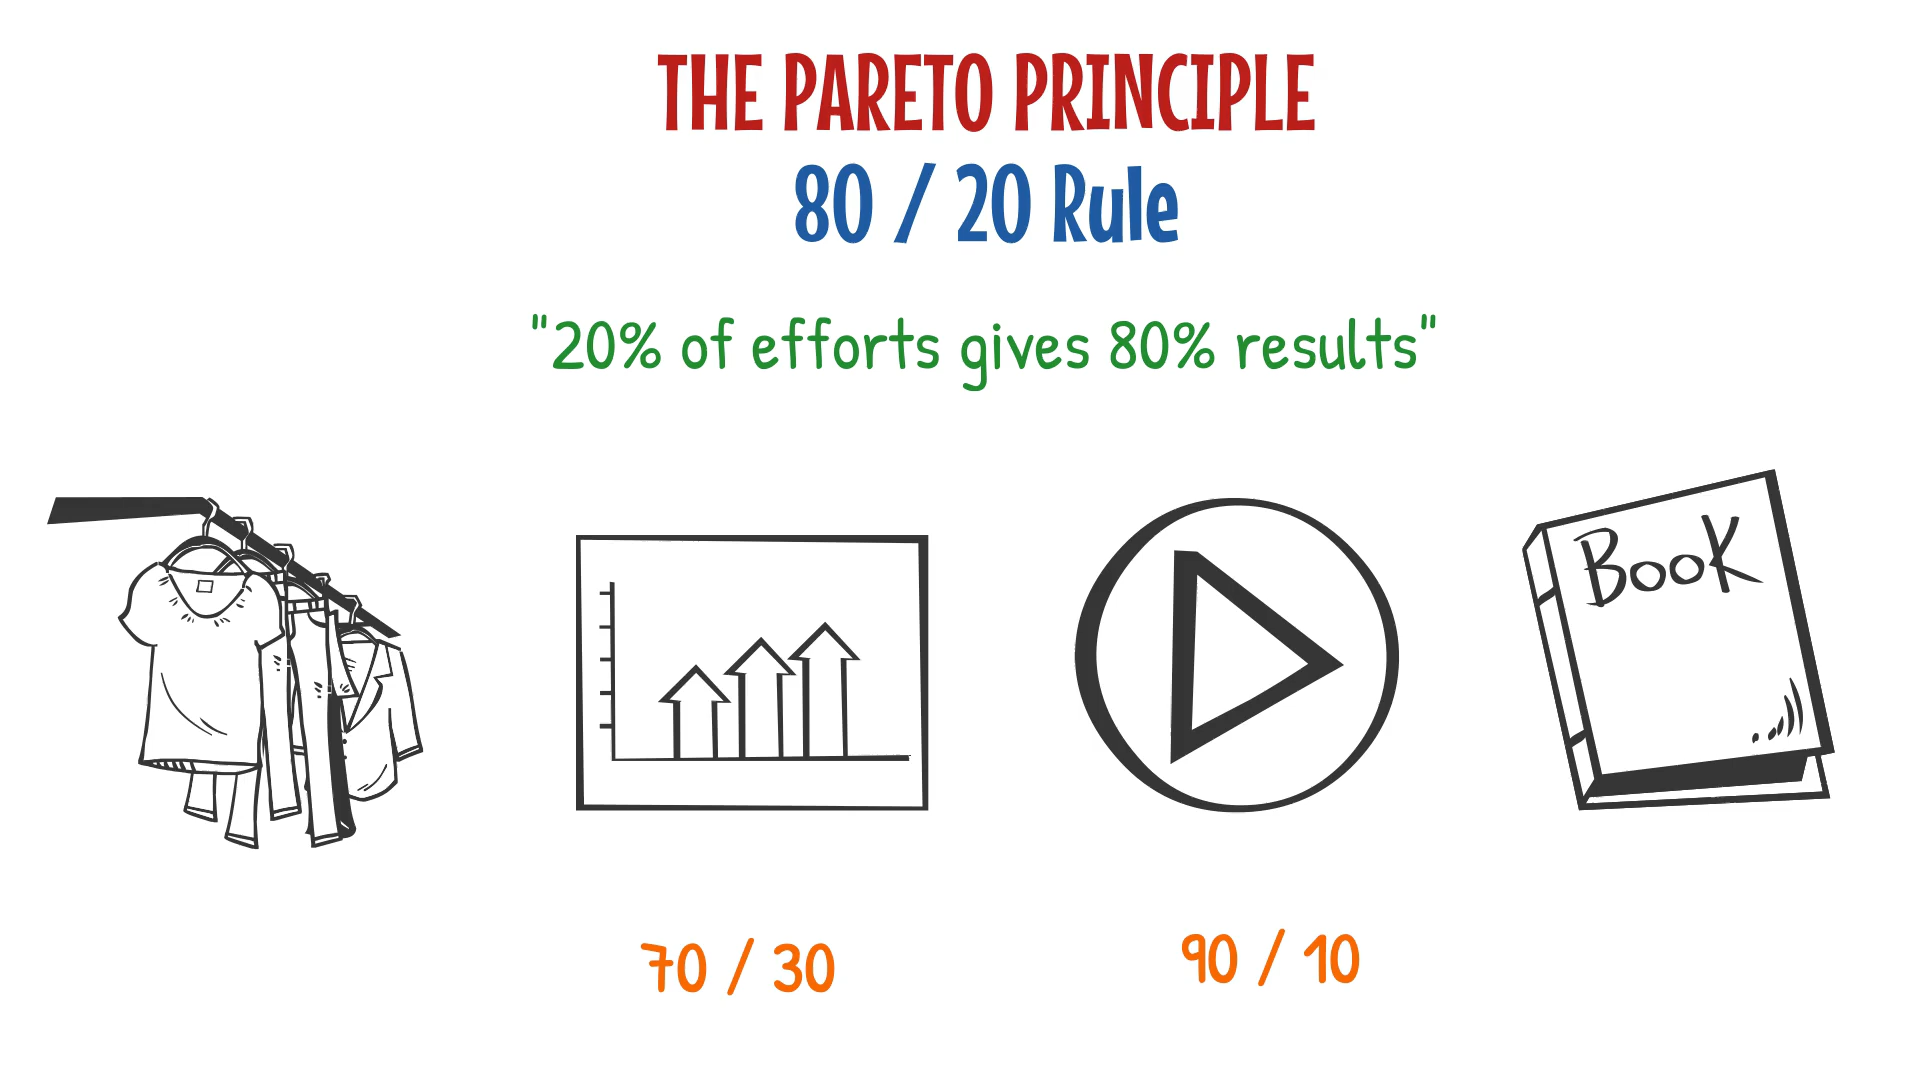 THE PARETO PRINCIPLE
80 / 20 Rule
"20% of efforts gives 80% results"
Book
70 / 30
90 / 10